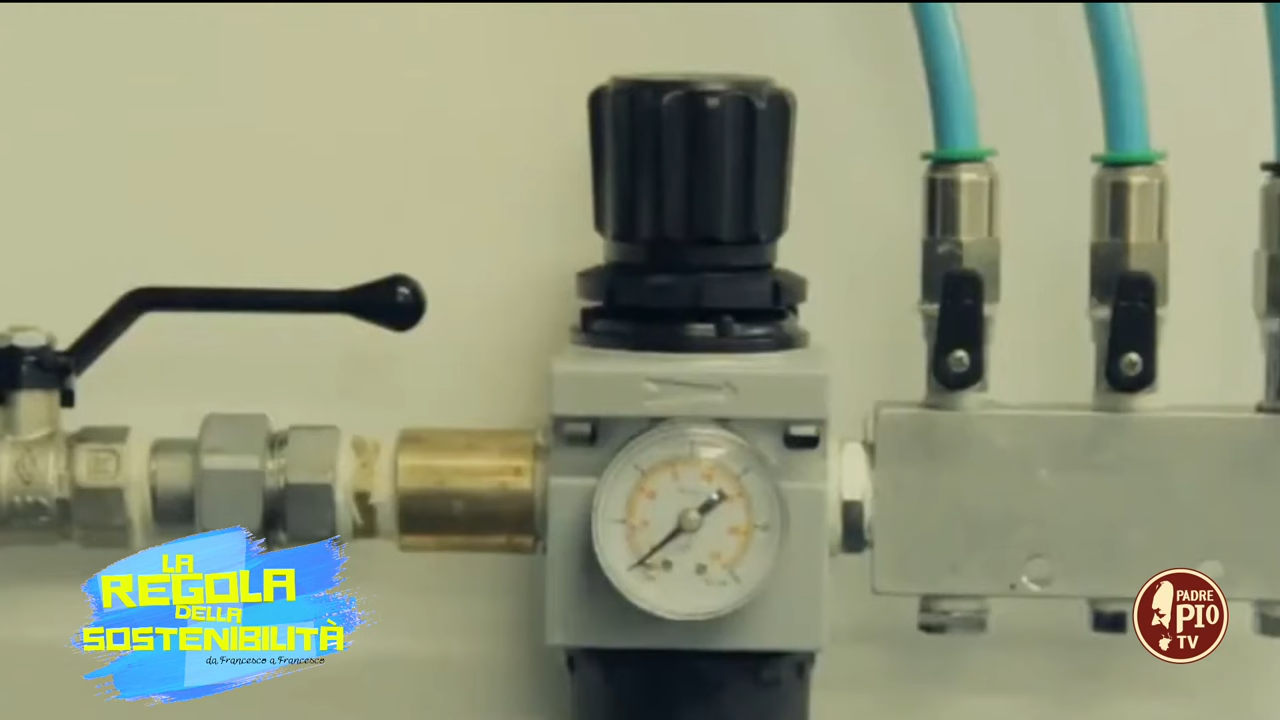 LA
REGOLA
DELLA
SOSTENIBILITÀ
da Francesco a Francesco
PADRE
PIO
TV